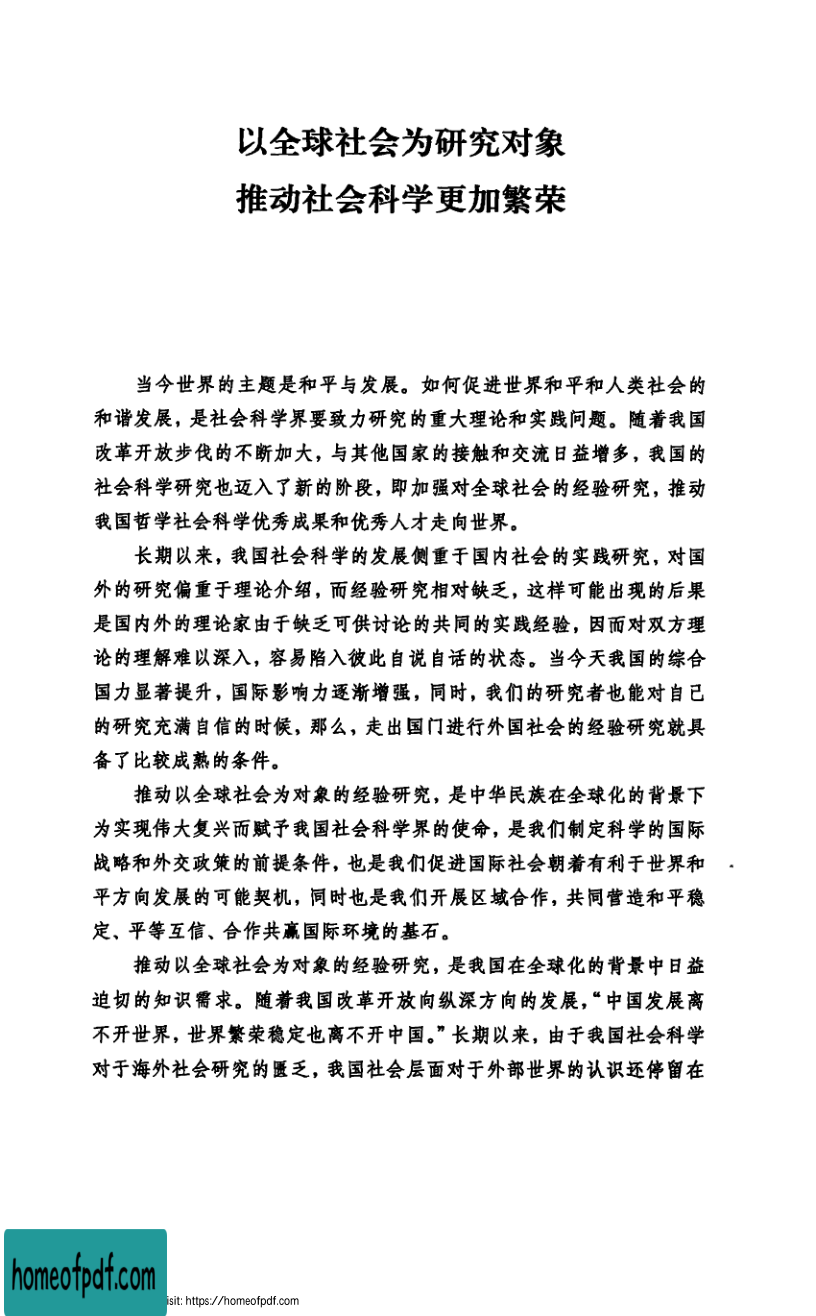 以全球社会为研究对象
推动社会科学更加繁荣
当今世界的主题是和平与发展。如何促进世界和平和人类社会的
和谐发展，是社会科学界要致力研究的重大理论和实践问题。随着我国
改革开放步伐的不断加大，与其他国家的接触和交流日益增多，我国的
社会科学研究也迈入了新的阶段，即加强对全球社会的经验研究，推动
我国哲学社会科学优秀成果和优秀人才走向世界。
长期以来，我国社会科学的发展侧重于国内社会的实践研究，对国
外的研究偏重于理论介绍，而经验研究相对缺乏，这样可能出现的后果
是国内外的理论家由于缺乏可供讨论的共同的实践经验，因而对双方理
论的理解难以深入，容易陷入彼此自说自话的状态。当今天我国的综合
国力显著提升，国际影响力逐渐增强，同时，我们的研究者也能对自己
的研究充满自信的时候，那么，走出国门进行外国社会的经验研究就具
备了比较成熟的条件。
推动以全球社会为对象的经验研究，是中华民族在全球化的背景下
为实现伟大复兴而赋予我国社会科学界的使命，是我们制定科学的国际
战略和外交政策的前提条件，也是我们促进国际社会朝着有利于世界和
平方向发展的可能契机，同时也是我们开展区域合作，共同营造和平稳
定、平等互信、合作共赢国际环境的基石。
推动以全球社会为对象的经验研究，是我国在全球化的背景中日益
迫切的知识需求。随着我国改革开放向纵深方向的发展，“中国发展离
不开世界，世界繁荣稳定也离不开中国。”长期以来，由于我国社会科学
对于海外社会研究的匮乏，我国社会层面对于外部世界的认识还停留在
homeofpdf.com
isit: https://homeofpdf.com